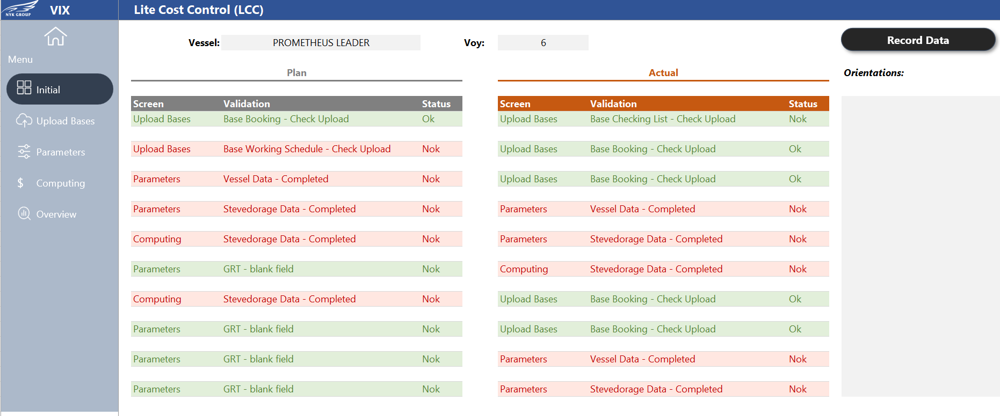 NYK GROUP
VIX
Lite Cost Control (LCC)
Menu
Initial
Upload Bases
Parameters
$ Computing
Overview
Vessel: PROMETHEUS LEADER
Voy: 6
Record Data
Plan
Screen Validation Status
Upload Bases Base Booking - Check Upload Ok
Upload Bases Base Working Schedule - Check Upload Nok
Parameters Vessel Data - Completed Nok
Parameters Stevedorage Data - Completed Nok
Computing Stevedorage Data - Completed Nok
Parameters GRT - blank field Nok
Computing Stevedorage Data - Completed Nok
Parameters GRT - blank field Nok
Parameters GRT - blank field Nok
Parameters GRT - blank field Nok
Actual
Screen Validation Status
Upload Bases Base Checking List - Check Upload Nok
Upload Bases Base Booking - Check Upload Ok
Upload Bases Base Booking - Check Upload Ok
Parameters Vessel Data - Completed Nok
Parameters Stevedorage Data - Completed Nok
Computing Stevedorage Data - Completed Nok
Upload Bases Base Booking - Check Upload Ok
Upload Bases Base Booking - Check Upload Ok
Parameters Vessel Data - Completed Nok
Parameters Stevedorage Data - Completed Nok
Orientations: